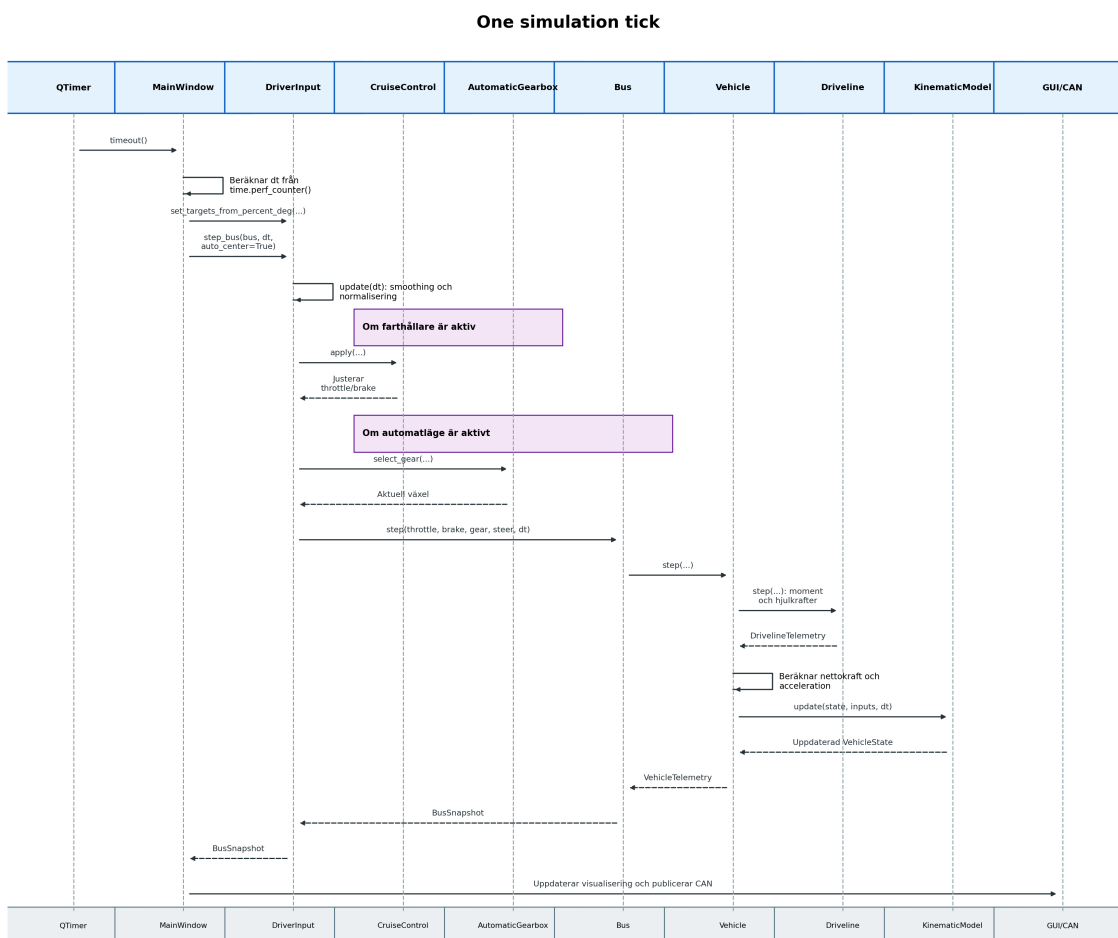 One simulation tick
QTimer
MainWindow
DriverInput
CruiseControl
AutomaticGearbox
Bus
Vehicle
Driveline
KinematicModel
GUI/CAN
timeout()
Beräknar dt från
time.perf_counter()
set_targets_from_percent_deg(...)
step_bus(bus, dt,
auto_center=True)
update(dt): smoothing och
normalisering
Om farthållare är aktiv
apply(...)
Justerar
throttle/brake
Om automatläge är aktivt
select_gear(...)
Aktuell växel
step(throttle, brake, gear, steer, dt)
step(...)
step(...): moment
och hjulkrafter
DrivelineTelemetry
Beräknar nettokraft och
acceleration
update(state, inputs, dt)
Uppdaterad VehicleState
VehicleTelemetry
BusSnapshot
BusSnapshot
Uppdaterar visualisering och publicerar CAN
QTimer
MainWindow
DriverInput
CruiseControl
AutomaticGearbox
Bus
Vehicle
Driveline
KinematicModel
GUI/CAN